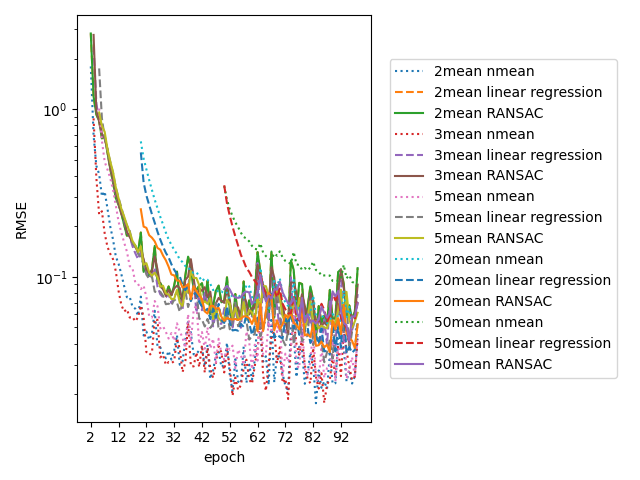 RMSE
10⁰
10⁻¹
2 12 22 32 42 52 62 72 82 92
epoch
2mean nmean
2mean linear regression
2mean RANSAC
3mean nmean
3mean linear regression
3mean RANSAC
5mean nmean
5mean linear regression
5mean RANSAC
20mean nmean
20mean linear regression
20mean RANSAC
50mean nmean
50mean linear regression
50mean RANSAC